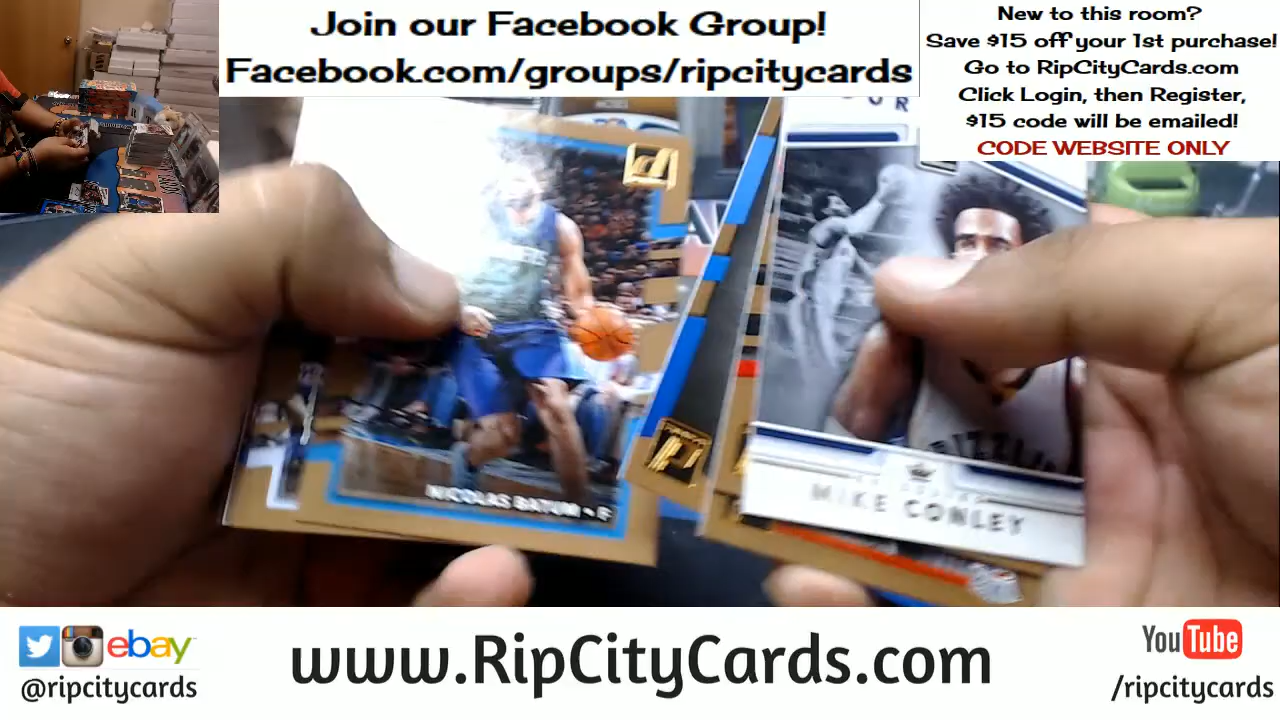 Join our Facebook Group!
Facebook.com/groups/ripcitycards
New to this room?
Save $15 off your 1st purchase!
Go to RipCityCards.com
Click Login, then Register,
$15 code will be emailed!
CODE WEBSITE ONLY
NICOLAS BATUM • F
MIKE CONLEY
ebay
@ripcitycards
www.RipCityCards.com
YouTube
/ripcitycards